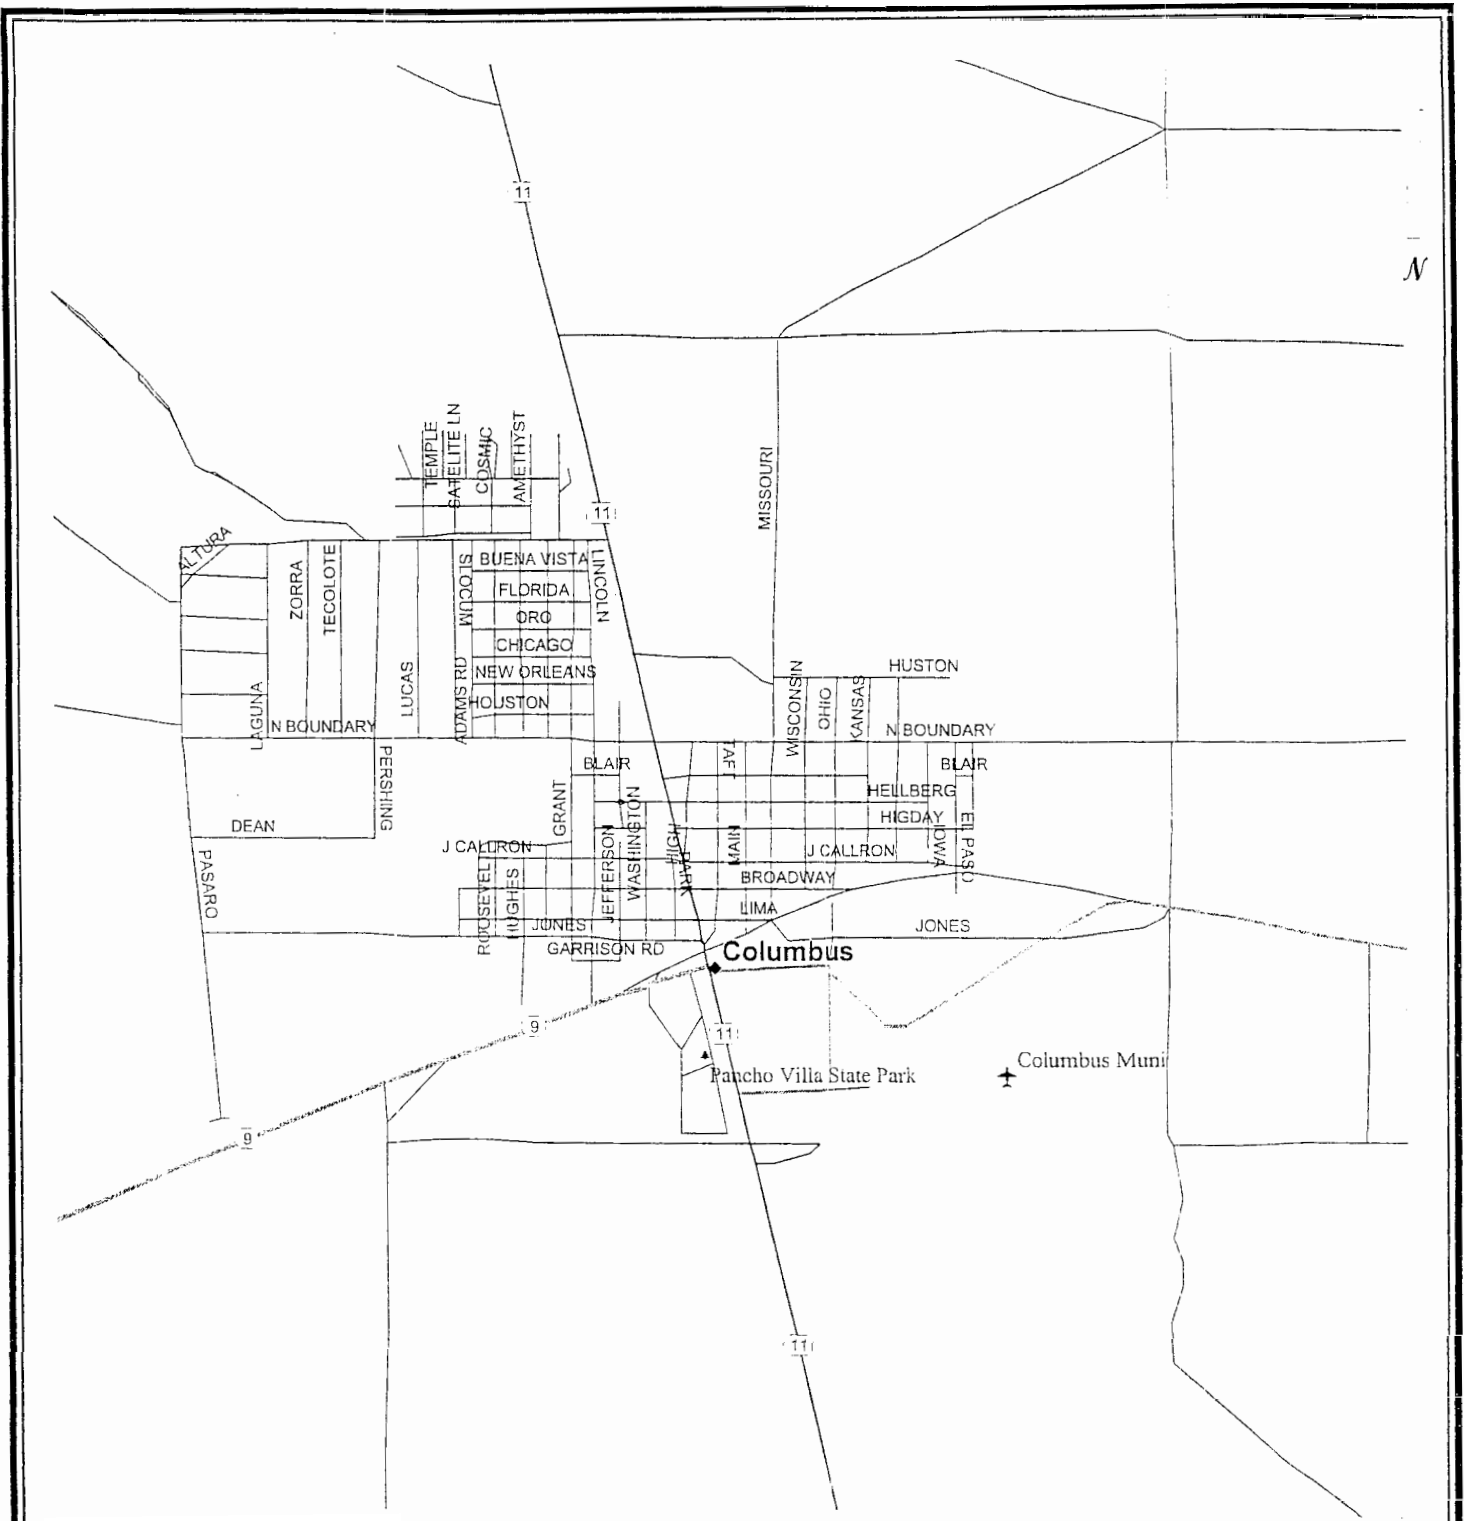 11
N
TEMPLE
SATELITE LN
COSMIC
AMETHYST
MISSOURI
11
ALTURA
ZORRA
TECOLOTE
SLOCUM
BUENA VISTA
LINCOLN
FLORIDA
ORO
CHICAGO
NEW ORLEANS
HOUSTON
LUCAS
ADAMS RD
LAGUNA
N BOUNDARY
WISCONSIN
OHIO
KANSAS
HUSTON
N BOUNDARY
PERSHING
BLAIR
TAFT
BLAIR
HELLBERG
GRANT
WASHINGTON
HIGDAY
DEAN
J CALLRON
JEFFERSON
HIGH
MAIN
J CALLRON
IOWA
EL PASO
PASARO
ROOSEVELT
HUGHES
PARK
BROADWAY
LIMA
JONES
JONES
GARRISON RD
Columbus
9
11
Columbus Muni
Pancho Villa State Park
9
11